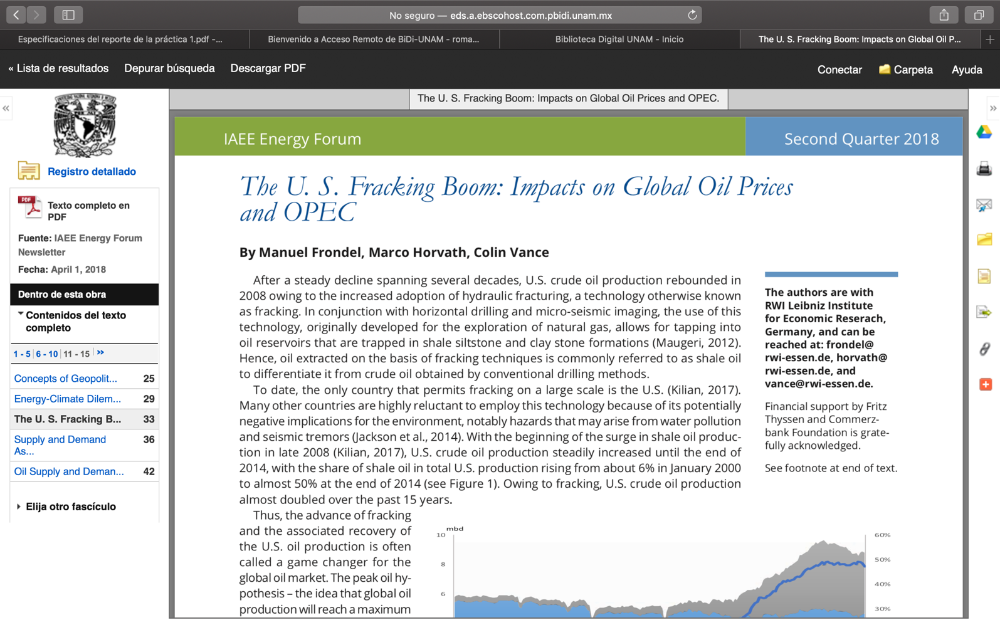 No seguro — eds.a.ebscohost.com.pbidi.unam.mx
Especificaciones del reporte de la práctica 1.pdf -...
Bienvenido a Acceso Remoto de BiDi-UNAM - roma...
Biblioteca Digital UNAM - Inicio
The U. S. Fracking Boom: Impacts on Global Oil P...
« Lista de resultados
Depurar búsqueda
Descargar PDF
Conectar
Carpeta
Ayuda
Registro detallado
PDF
Texto completo en
PDF
Fuente: IAEE Energy Forum
Newsletter
Fecha: April 1, 2018
Dentro de esta obra
Contenidos del texto
completo
1 - 5 | 6 - 10 | 11 - 15 | »
Concepts of Geopolit... 25
Energy-Climate Dilem... 29
The U. S. Fracking B... 33
Supply and Demand 36
As...
Oil Supply and Deman... 42
Elija otro fascículo
The U. S. Fracking Boom: Impacts on Global Oil Prices and OPEC.
IAEE Energy Forum
Second Quarter 2018
The U. S. Fracking Boom: Impacts on Global Oil Prices
and OPEC
By Manuel Frondel, Marco Horvath, Colin Vance
After a steady decline spanning several decades, U.S. crude oil production rebounded in
2008 owing to the increased adoption of hydraulic fracturing, a technology otherwise known
as fracking. In conjunction with horizontal drilling and micro-seismic imaging, the use of this
technology, originally developed for the exploration of natural gas, allows for tapping into
oil reservoirs that are trapped in shale siltstone and clay stone formations (Maugeri, 2012).
Hence, oil extracted on the basis of fracking techniques is commonly referred to as shale oil
to differentiate it from crude oil obtained by conventional drilling methods.
To date, the only country that permits fracking on a large scale is the U.S. (Kilian, 2017).
Many other countries are highly reluctant to employ this technology because of its potentially
negative implications for the environment, notably hazards that may arise from water pollution
and seismic tremors (Jackson et al., 2014). With the beginning of the surge in shale oil produc-
tion in late 2008 (Kilian, 2017), U.S. crude oil production steadily increased until the end of
2014, with the share of shale oil in total U.S. production rising from about 6% in January 2000
to almost 50% at the end of 2014 (see Figure 1). Owing to fracking, U.S. crude oil production
almost doubled over the past 15 years.
Thus, the advance of fracking
and the associated recovery of
the U.S. oil production is often
called a game changer for the
global oil market. The peak oil hy-
pothesis – the idea that global oil
production will reach a maximum
The authors are with
RWI Leibniz Institute
for Economic Reserach,
Germany, and can be
reached at: frondel@
rwi-essen.de, horvath@
rwi-essen.de, and
vance@rwi-essen.de.
Financial support by Fritz
Thyssen and Commerz-
bank Foundation is grate-
fully acknowledged.
See footnote at end of text.
mbd
10
8
6
60%
50%
40%
30%